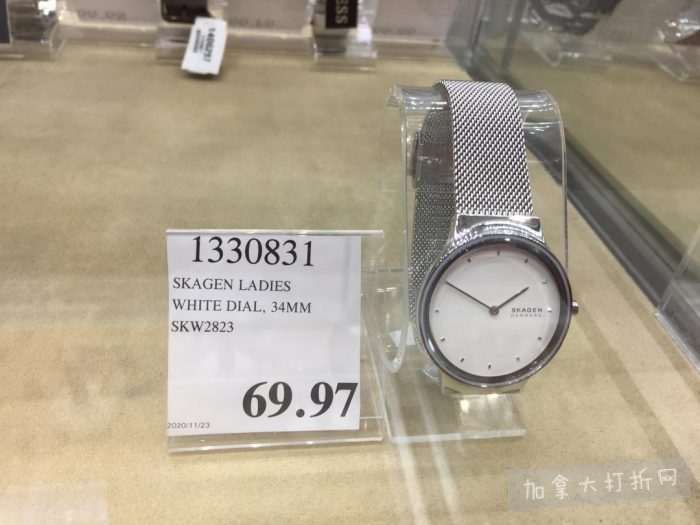 1330831
SKAGEN LADIES
WHITE DIAL, 34MM
SKW2823
69.97
2020/11/23
SKAGEN
DENMARK
加拿大打折网